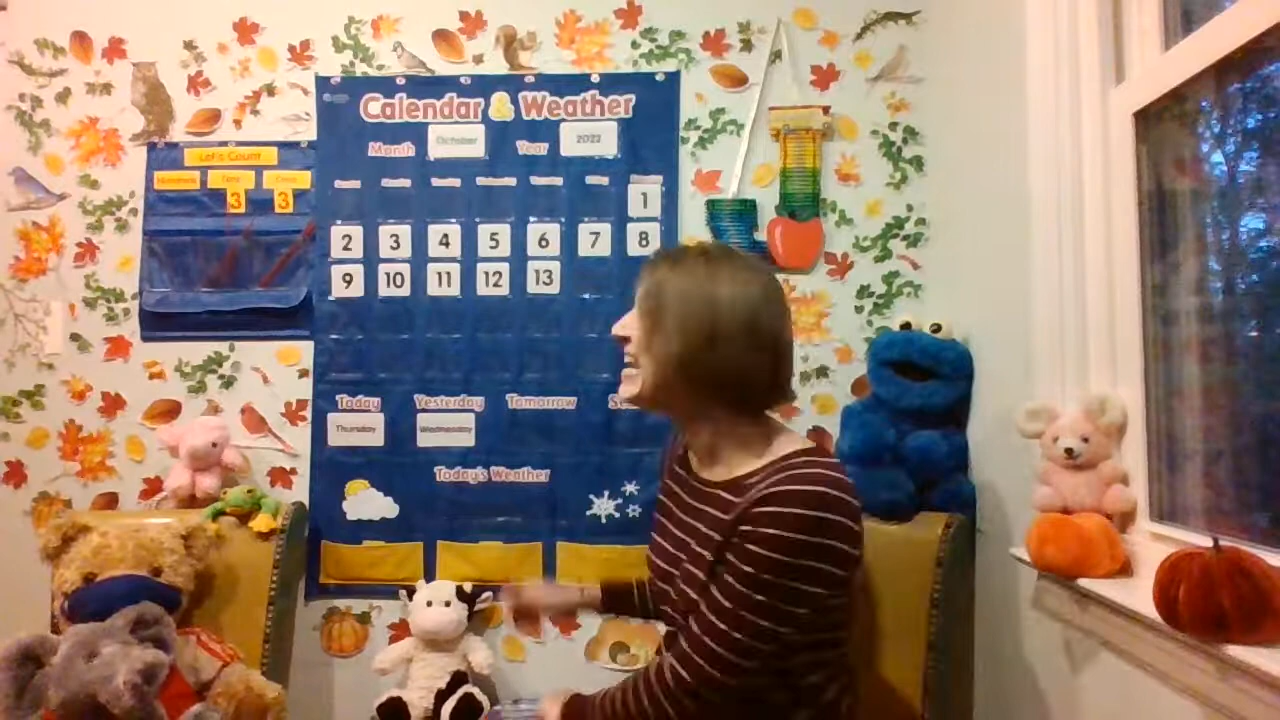 Calendar & Weather
Month October Year 2022
Let's Count
Hundreds Tens Ones
3 3
1
2 3 4 5 6 7 8
9 10 11 12 13
Today Yesterday Tomorrow
Thursday Wednesday
Today's Weather